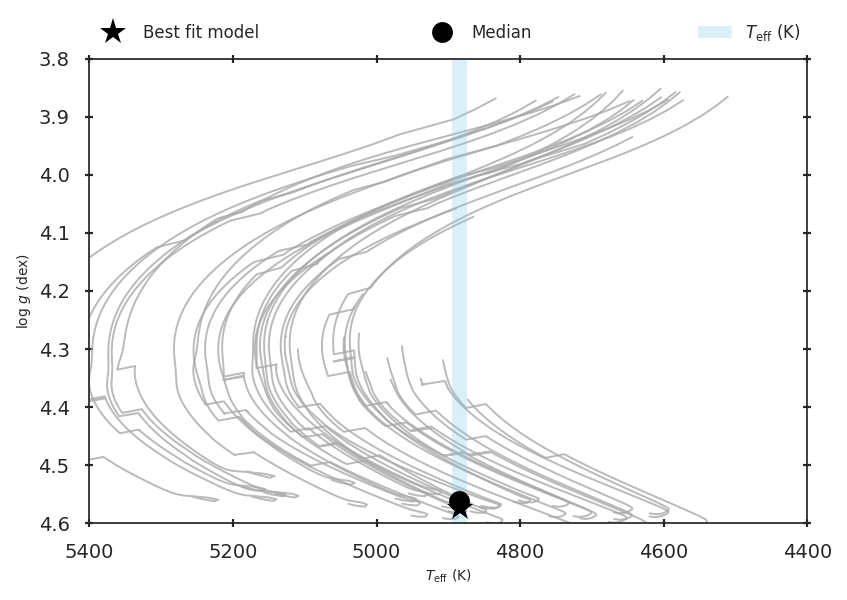 Best fit model Median T_eff (K)
3.8
3.9
4.0
4.1
4.2
4.3
4.4
4.5
4.6
log g (dex)
5400 5200 5000 4800 4600 4400
T_eff (K)